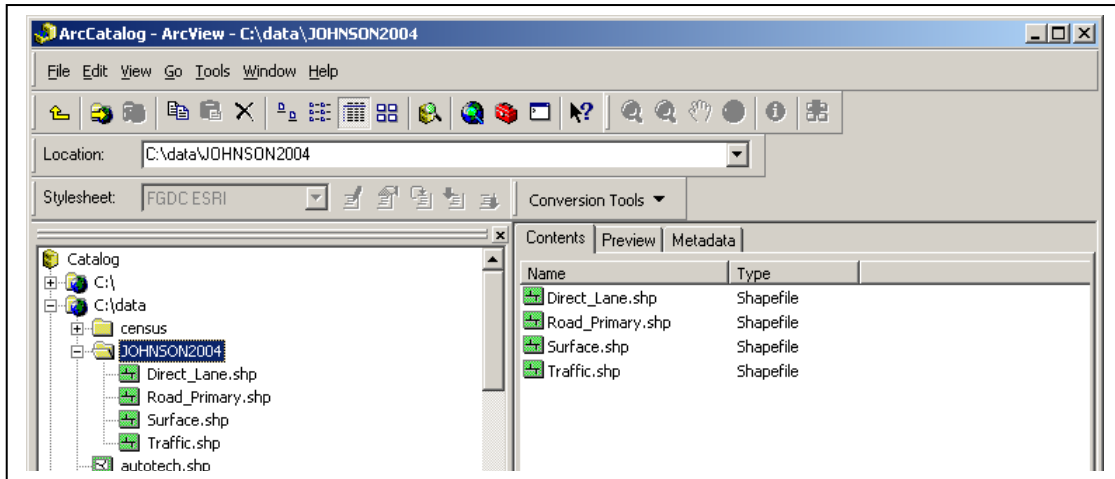 ArcCatalog - ArcView - C:\data\JOHNSON2004
File Edit View Go Tools Window Help
Location: C:\data\JOHNSON2004
Stylesheet: FGDC ESRI Conversion Tools
Catalog
C:\
C:\data
census
JOHNSON2004
Direct_Lane.shp
Road_Primary.shp
Surface.shp
Traffic.shp
autotech.shp
Contents Preview Metadata
Name Type
Direct_Lane.shp Shapefile
Road_Primary.shp Shapefile
Surface.shp Shapefile
Traffic.shp Shapefile